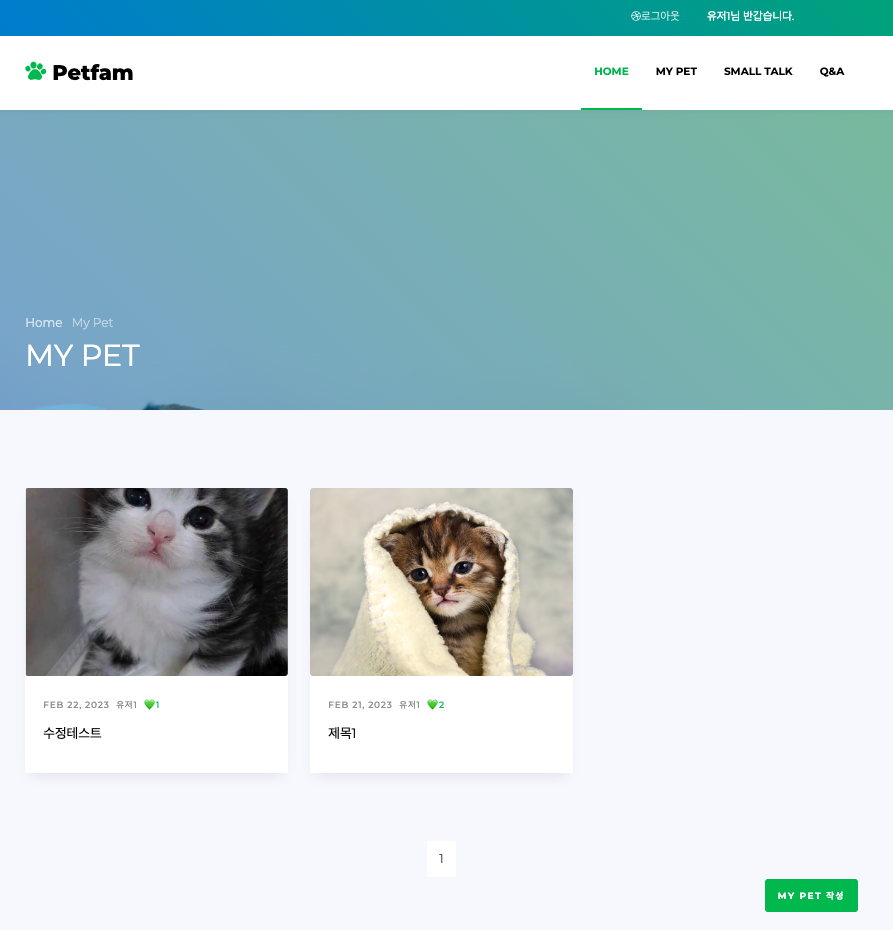 로그아웃 유저1님 반갑습니다.
Petfam HOME MY PET SMALL TALK Q&A
Home My Pet
MY PET
FEB 22, 2023 유저1 💚1
수정테스트
FEB 21, 2023 유저1 💚2
제목1
1
MY PET 작성